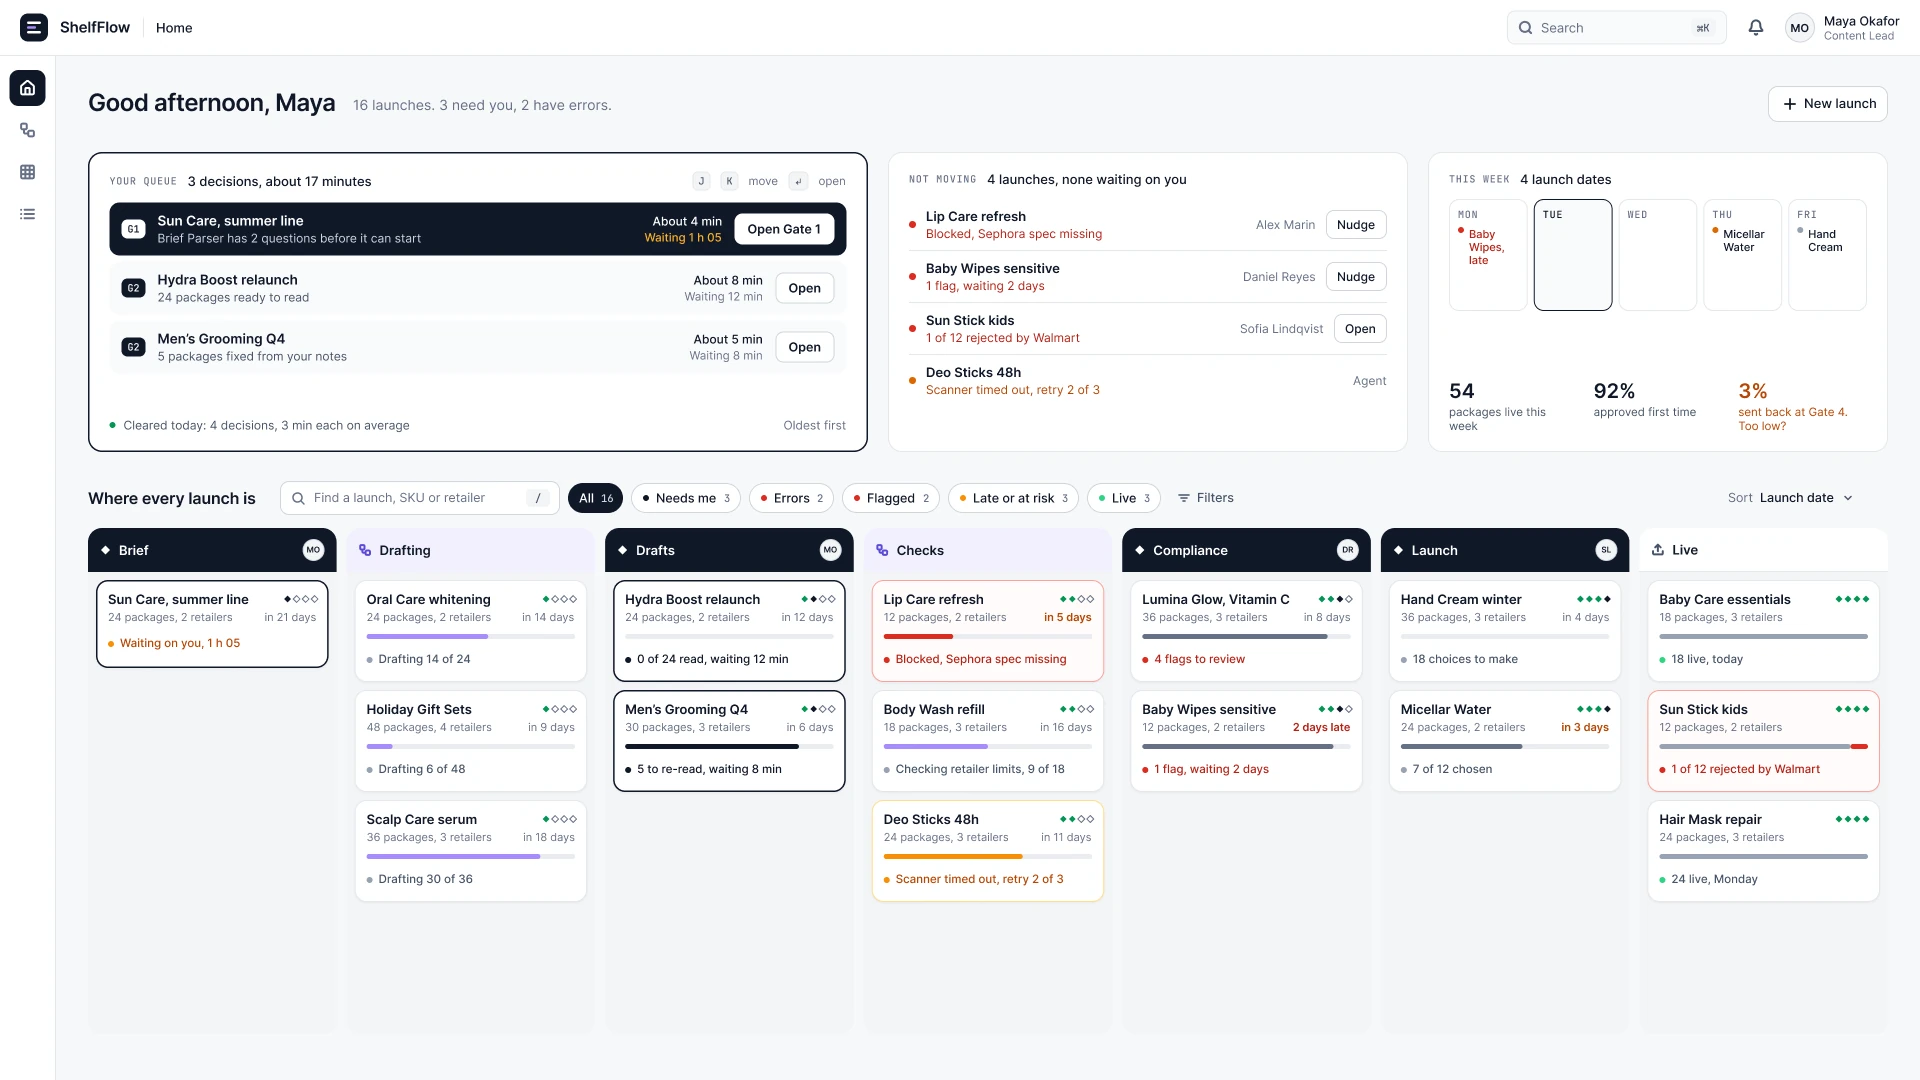 ShelfFlow
Home
Search
⌘K
MO
Maya Okafor
Content Lead
Good afternoon, Maya
16 launches. 3 need you, 2 have errors.
New launch
YOUR QUEUE
3 decisions, about 17 minutes
J
K
move
↵
open
G1
Sun Care, summer line
Brief Parser has 2 questions before it can start
About 4 min
Waiting 1 h 05
Open Gate 1
G2
Hydra Boost relaunch
24 packages ready to read
About 8 min
Waiting 12 min
Open
G2
Men’s Grooming Q4
5 packages fixed from your notes
About 5 min
Waiting 8 min
Open
Cleared today: 4 decisions, 3 min each on average
Oldest first
NOT MOVING
4 launches, none waiting on you
Lip Care refresh
Blocked, Sephora spec missing
Alex Marin
Nudge
Baby Wipes sensitive
1 flag, waiting 2 days
Daniel Reyes
Nudge
Sun Stick kids
1 of 12 rejected by Walmart
Sofia Lindqvist
Open
Deo Sticks 48h
Scanner timed out, retry 2 of 3
Agent
THIS WEEK
4 launch dates
MON
Baby
Wipes,
late
TUE
WED
THU
Micellar
Water
FRI
Hand
Cream
54
packages live this
week
92%
approved first time
3%
sent back at Gate 4.
Too low?
Where every launch is
Find a launch, SKU or retailer
/
All 16
Needs me 3
Errors 2
Flagged 2
Late or at risk 3
Live 3
Filters
Sort Launch date
Brief
MO
Sun Care, summer line
24 packages, 2 retailers
in 21 days
Waiting on you, 1 h 05
Drafting
Oral Care whitening
24 packages, 2 retailers
in 14 days
Drafting 14 of 24
Holiday Gift Sets
48 packages, 4 retailers
in 9 days
Drafting 6 of 48
Scalp Care serum
36 packages, 3 retailers
in 18 days
Drafting 30 of 36
Drafts
MO
Hydra Boost relaunch
24 packages, 2 retailers
in 12 days
0 of 24 read, waiting 12 min
Men’s Grooming Q4
30 packages, 3 retailers
in 6 days
5 to re-read, waiting 8 min
Checks
Lip Care refresh
12 packages, 2 retailers
in 5 days
Blocked, Sephora spec missing
Body Wash refill
18 packages, 3 retailers
in 16 days
Checking retailer limits, 9 of 18
Deo Sticks 48h
24 packages, 3 retailers
in 11 days
Scanner timed out, retry 2 of 3
Compliance
DR
Lumina Glow, Vitamin C
36 packages, 3 retailers
in 8 days
4 flags to review
Baby Wipes sensitive
12 packages, 2 retailers
2 days late
1 flag, waiting 2 days
Launch
SL
Hand Cream winter
36 packages, 3 retailers
in 4 days
18 choices to make
Micellar Water
24 packages, 2 retailers
in 3 days
7 of 12 chosen
Live
Baby Care essentials
18 packages, 3 retailers
18 live, today
Sun Stick kids
12 packages, 2 retailers
1 of 12 rejected by Walmart
Hair Mask repair
24 packages, 3 retailers
24 live, Monday